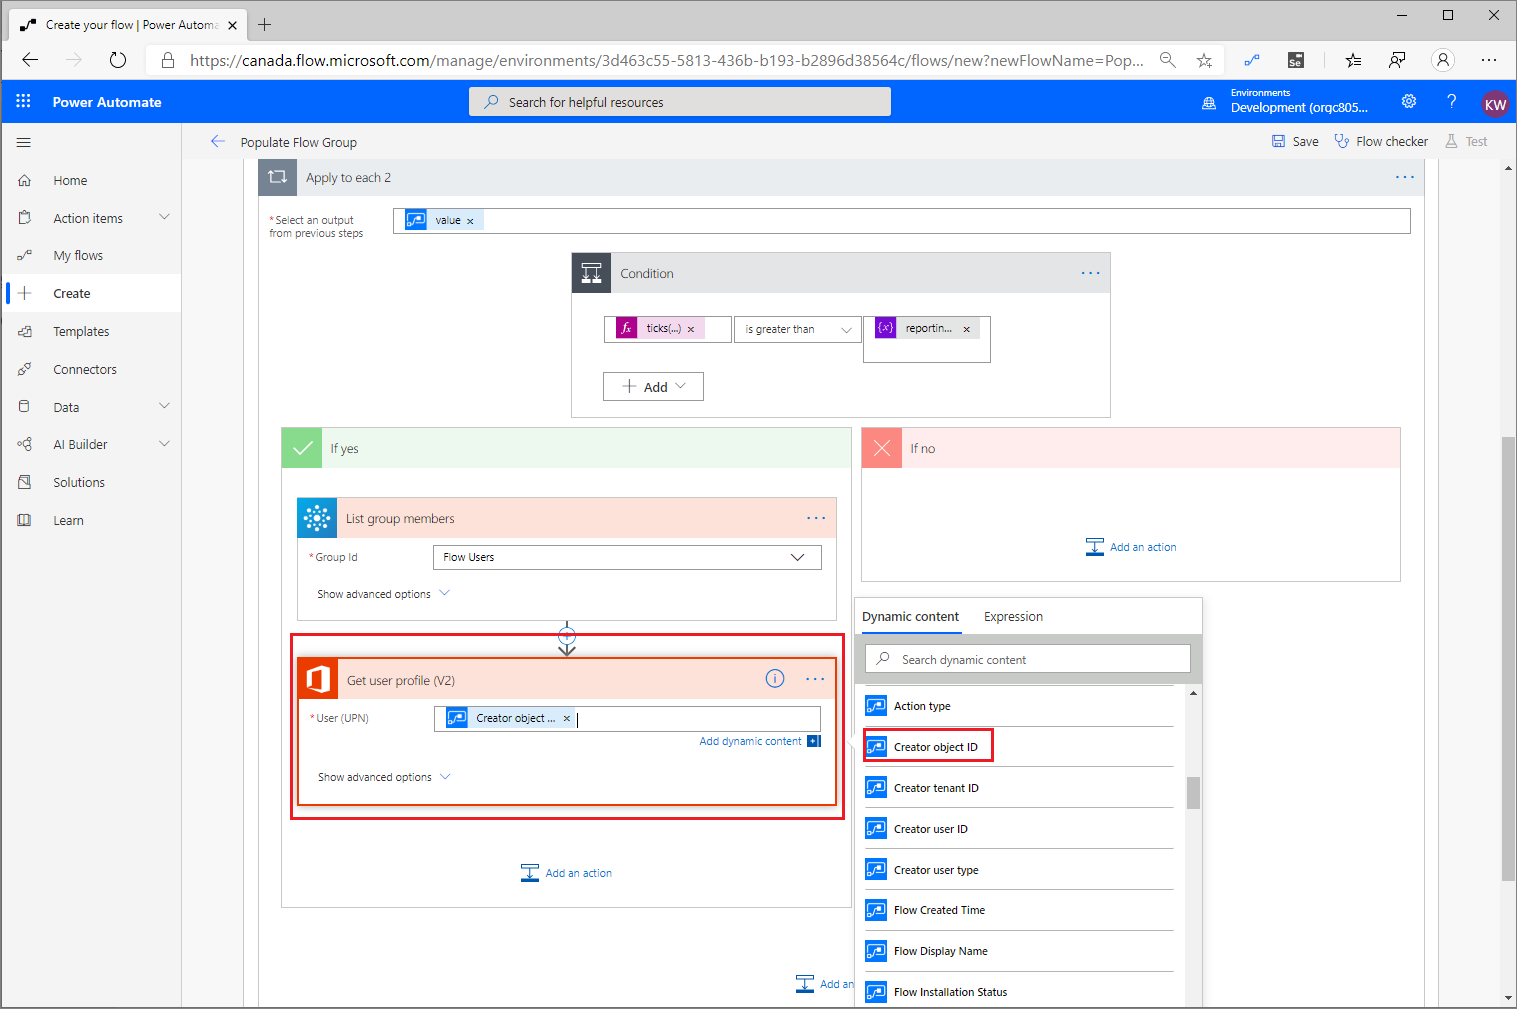 Create your flow | Power Automa
https://canada.flow.microsoft.com/manage/environments/3d463c55-5813-436b-b193-b2896d38564c/flows/new?newFlowName=Pop...
Se
Power Automate
Search for helpful resources
Environments
Development (orgc805...
?
KW
Populate Flow Group
Save
Flow checker
Test
Home
Action items
My flows
Create
Templates
Connectors
Data
AI Builder
Solutions
Learn
Apply to each 2
* Select an output
from previous steps
value
Condition
fx
ticks(...)
is greater than
{x}
reportin...
Add
If yes
If no
List group members
* Group Id
Flow Users
Show advanced options
Add an action
Get user profile (V2)
* User (UPN)
Creator object ...
Add dynamic content
Show advanced options
Add an action
Add an
Dynamic content
Expression
Search dynamic content
Action type
Creator object ID
Creator tenant ID
Creator user ID
Creator user type
Flow Created Time
Flow Display Name
Flow Installation Status